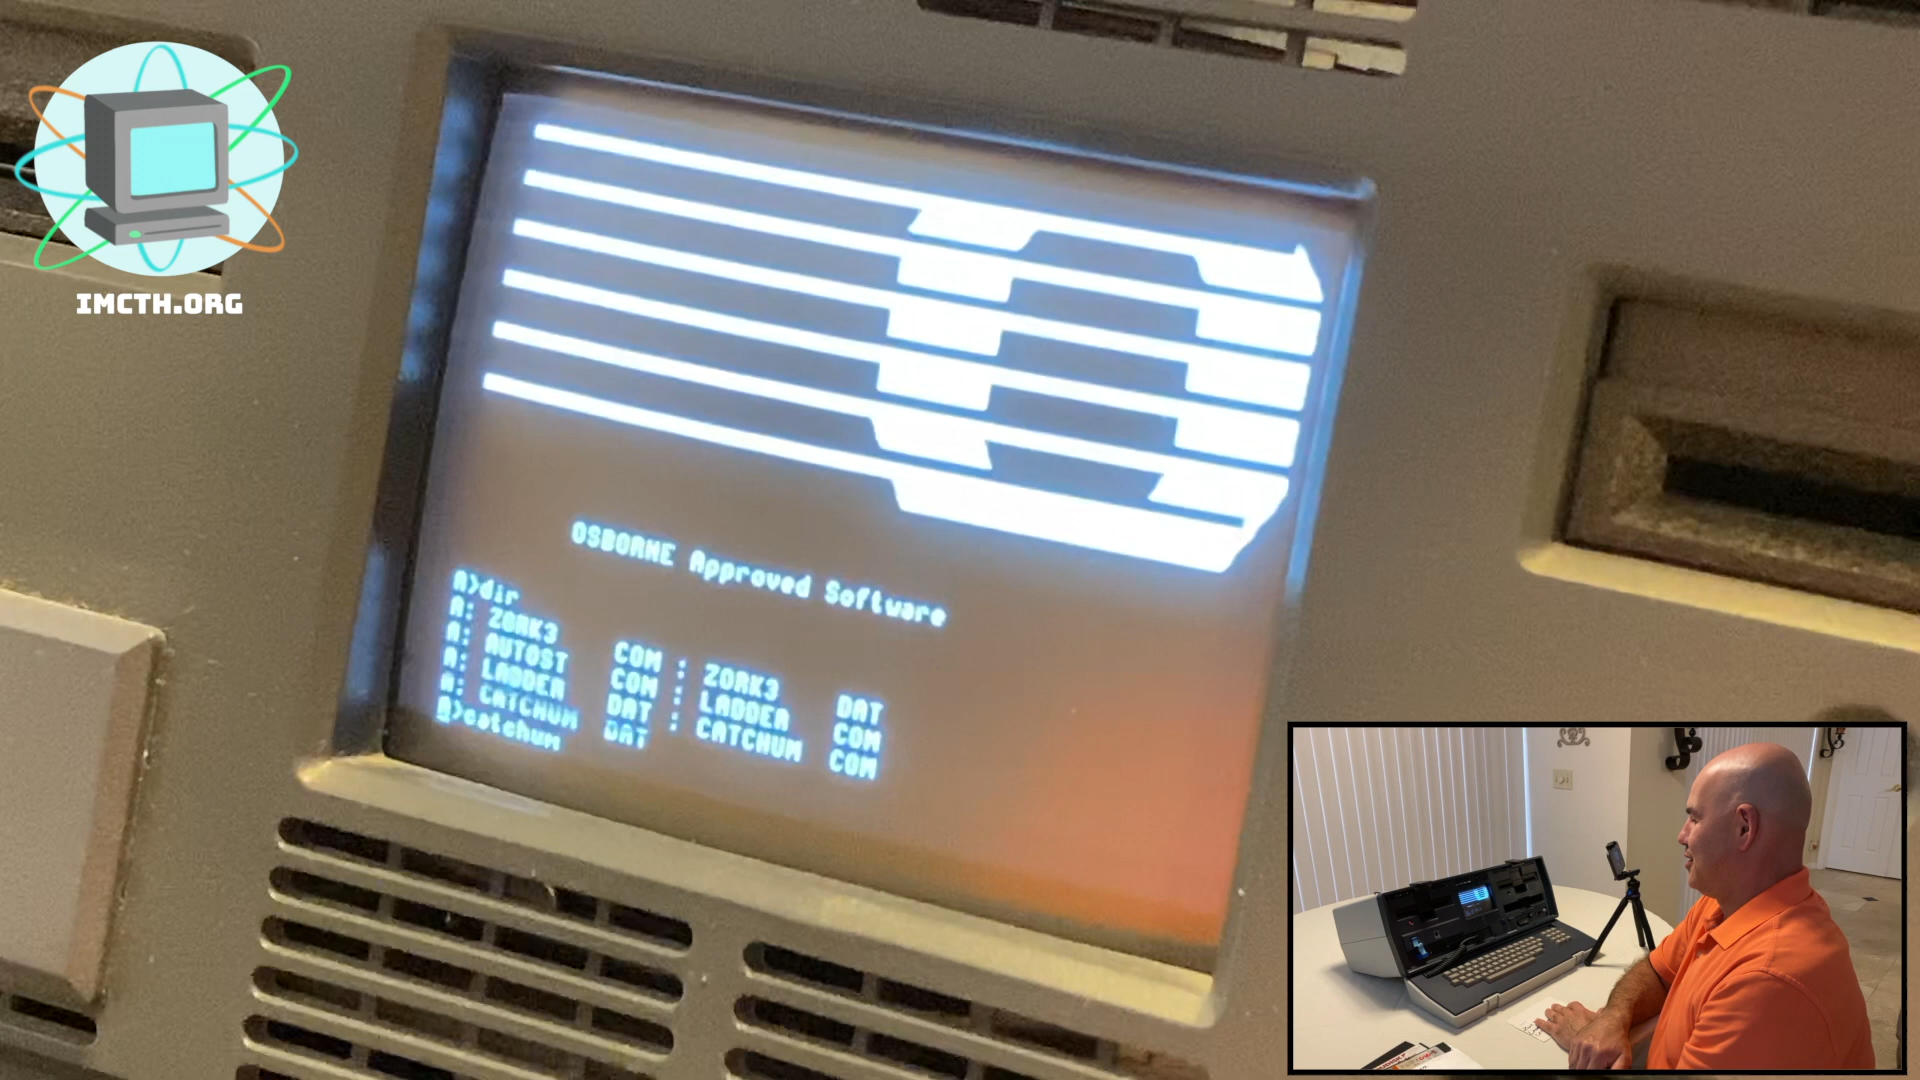 IMCTH.ORG
OSBORNE Approved Software
A>dir
A: ZORK3 COM : ZORK3 DAT
A: AUTOST COM : LADDER COM
A: LADDER DAT : CATCHUM COM
A: CATCHUM DAT
A>catchum